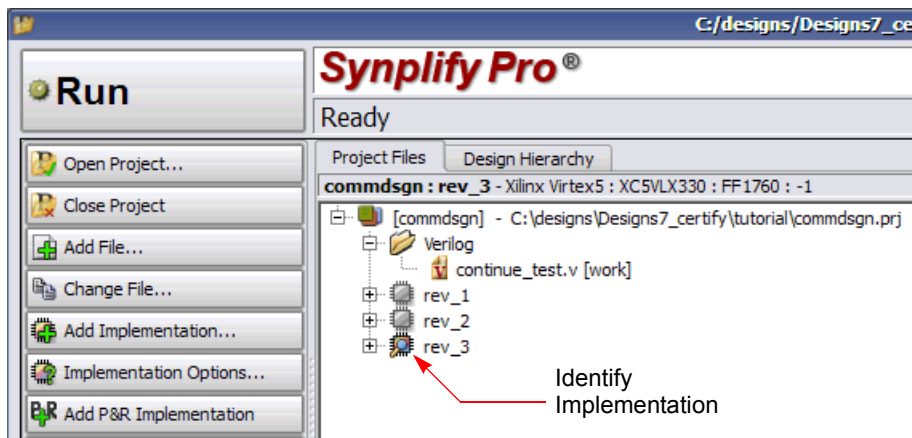 C:/designs/Designs7_ce
Run
Synplify Pro®
Ready
Open Project...
Close Project
Add File...
Change File...
Add Implementation...
Implementation Options...
Add P&R Implementation
Project Files
Design Hierarchy
commdsgn : rev_3 - Xilinx Virtex5 : XC5VLX330 : FF1760 : -1
[commdsgn] - C:\designs\Designs7_certify\tutorial\commdsgn.prj
Verilog
continue_test.v [work]
rev_1
rev_2
rev_3
Identify
Implementation